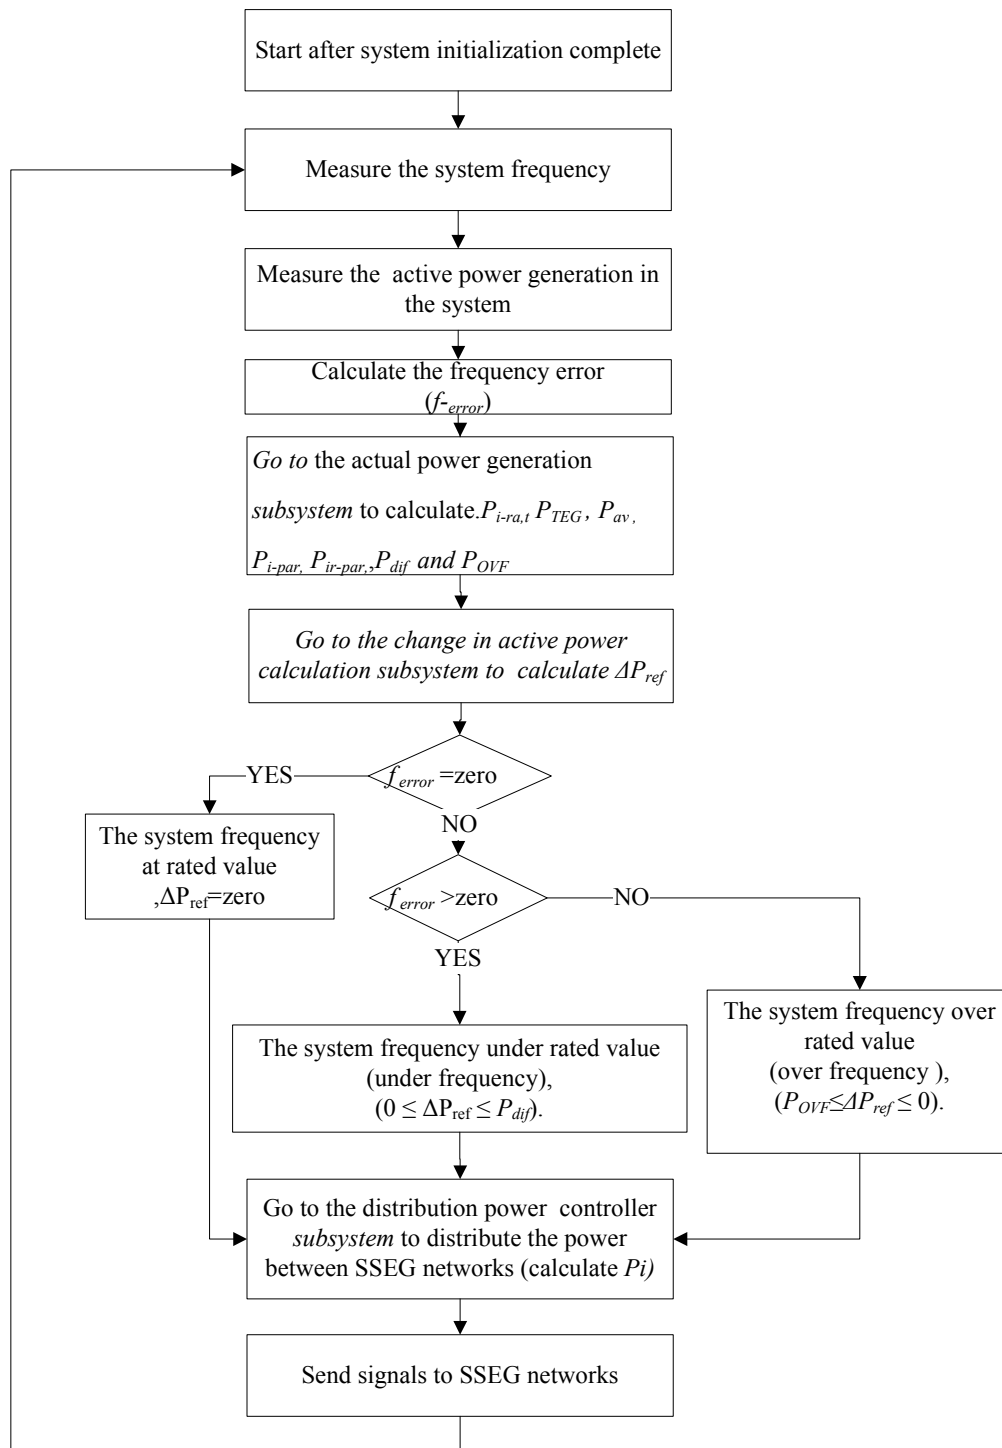 Start after system initialization complete
Measure the system frequency
Measure the active power generation in
the system
Calculate the frequency error
(f-error)
Go to the actual power generation
subsystem to calculate.Pi-ra,t PTEG , Pav ,
Pi-par, Pir-par,,Pdif and POVF
Go to the change in active power
calculation subsystem to calculate ΔPref
f error =zero
YES
NO
The system frequency
at rated value
,ΔPref=zero
f error >zero
NO
YES
The system frequency under rated value
(under frequency),
(0 ≤ ΔPref ≤ Pdif).
The system frequency over
rated value
(over frequency ),
(POVF≤ΔPref ≤ 0).
Go to the distribution power controller
subsystem to distribute the power
between SSEG networks (calculate Pi)
Send signals to SSEG networks